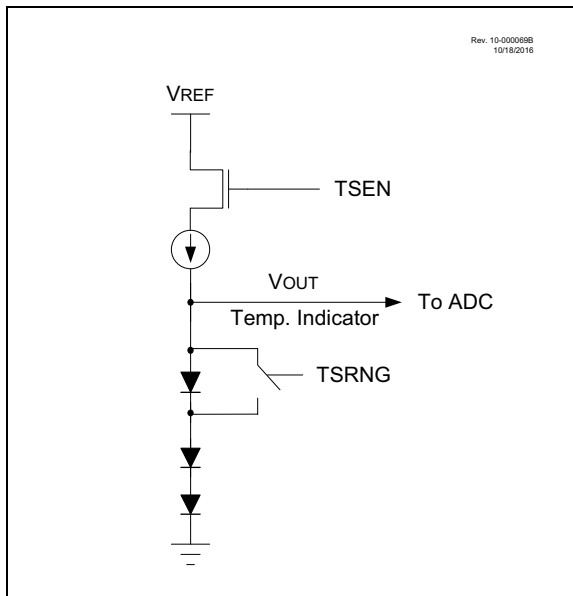 Rev. 10-000069B
10/18/2016
VREF
TSEN
VOUT
To ADC
Temp. Indicator
TSRNG